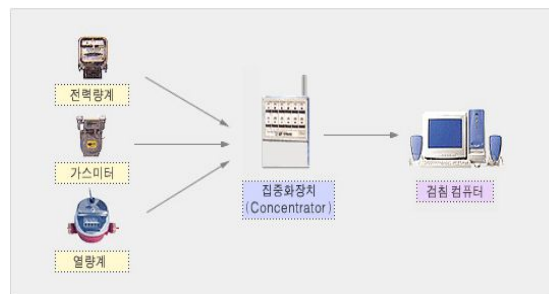 전력량계
가스미터
열량계
집중화장치
(Concentrator)
검침 컴퓨터